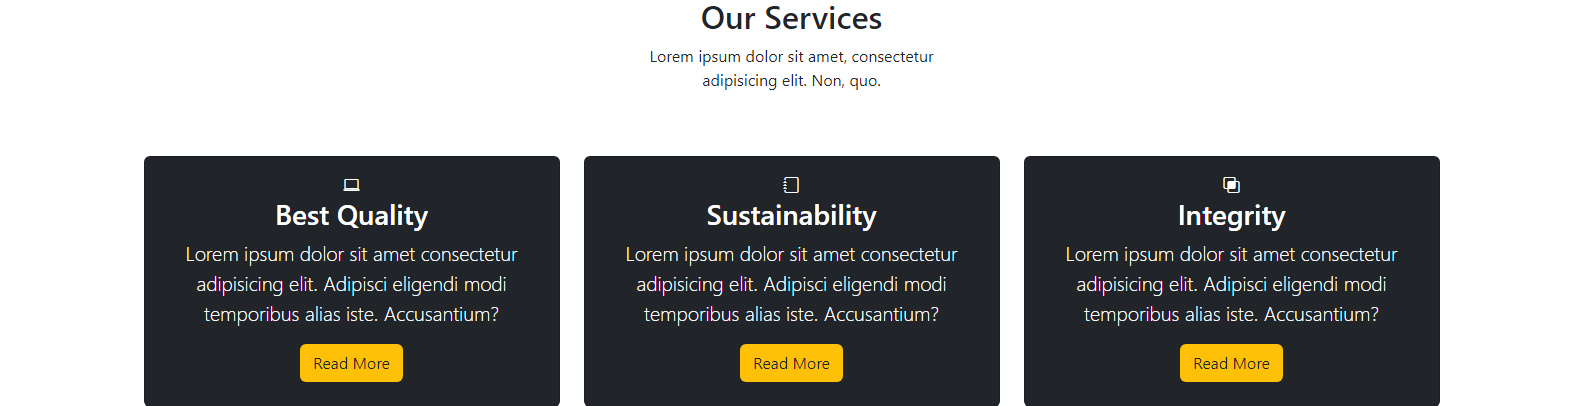 Our Services
Lorem ipsum dolor sit amet, consectetur
adipisicing elit. Non, quo.
Best Quality
Lorem ipsum dolor sit amet consectetur
adipisicing elit. Adipisci eligendi modi
temporibus alias iste. Accusantium?
Read More
Sustainability
Lorem ipsum dolor sit amet consectetur
adipisicing elit. Adipisci eligendi modi
temporibus alias iste. Accusantium?
Read More
Integrity
Lorem ipsum dolor sit amet consectetur
adipisicing elit. Adipisci eligendi modi
temporibus alias iste. Accusantium?
Read More